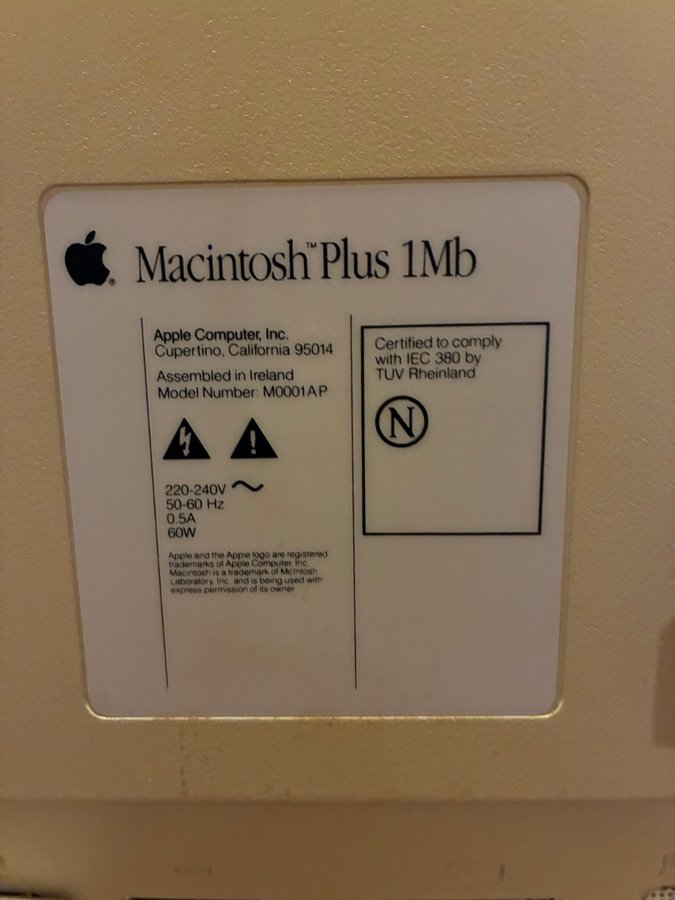 Macintosh™ Plus 1Mb
Apple Computer, Inc.
Cupertino, California 95014
Assembled in Ireland
Model Number: M0001AP
220-240V ~
50-60 Hz
0.5A
60W
Apple and the Apple logo are registered
trademarks of Apple Computer, Inc.
Macintosh is a trademark of McIntosh
Laboratory, Inc. and is being used with
express permission of its owner
Certified to comply
with IEC 380 by
TUV Rheinland
N